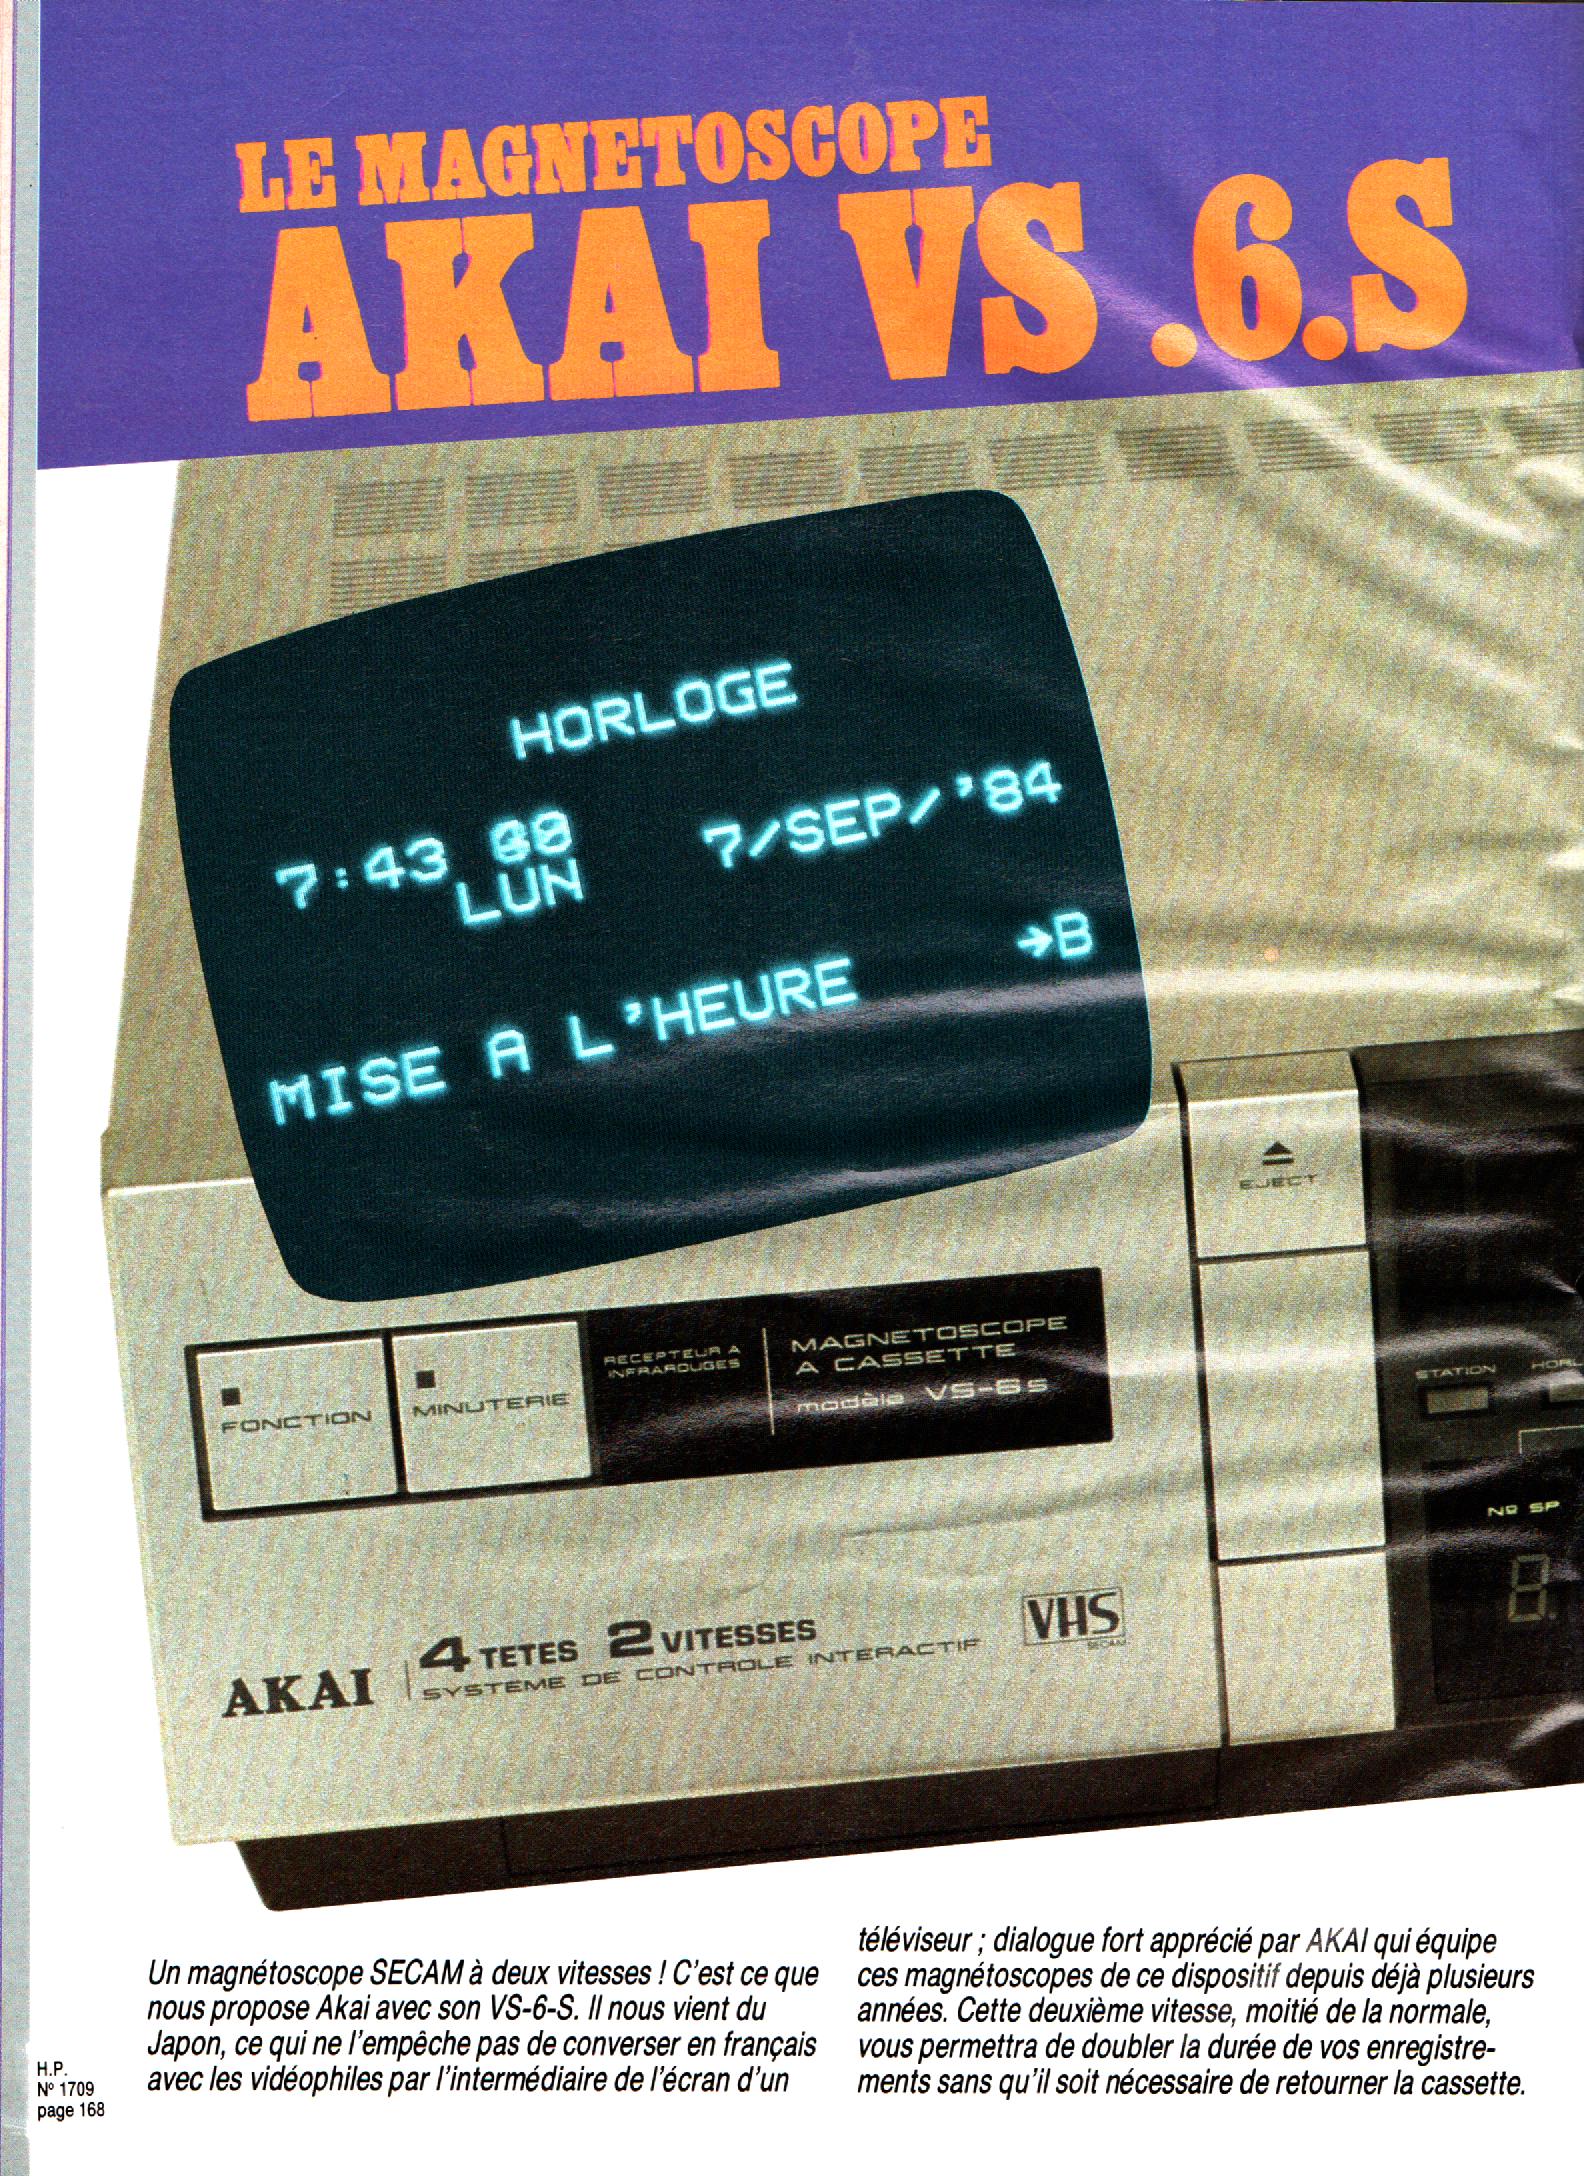 LE MAGNETOSCOPE
AKAI VS .6.S
HORLOGE
7:43 7/SEP/'84
LUN
→B
MISE A L'HEURE
EJECT
FONCTION
MINUTERIE
RECEPTEUR A
INFRAROUGES
MAGNETOSCOPE
A CASSETTE
modèle VS-6s
STATION HORL
Nº SP
8.
AKAI
4 TETES 2 VITESSES
SYSTEME DE CONTROLE INTERACTIF
VHS
SECAM
Un magnétoscope SECAM à deux vitesses ! C'est ce que
nous propose Akai avec son VS-6-S. Il nous vient du
Japon, ce qui ne l'empêche pas de converser en français
avec les vidéophiles par l'intermédiaire de l'écran d'un
téléviseur ; dialogue fort apprécié par AKAI qui équipe
ces magnétoscopes de ce dispositif depuis déjà plusieurs
années. Cette deuxième vitesse, moitié de la normale,
vous permettra de doubler la durée de vos enregistre-
ments sans qu'il soit nécessaire de retourner la cassette.
H.P.
Nº 1709
page 168